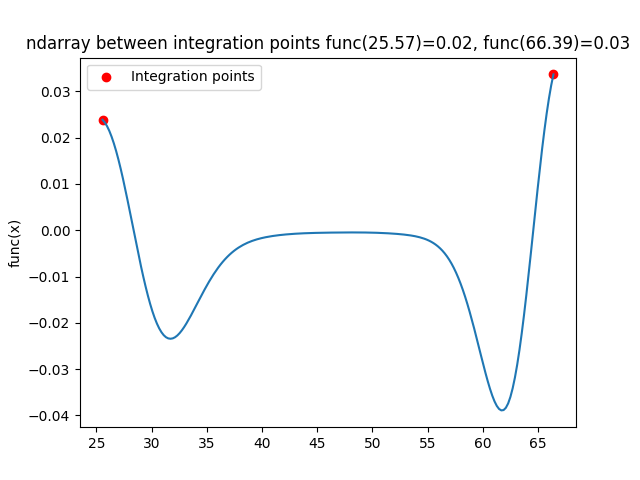 ndarray between integration points func(25.57)=0.02, func(66.39)=0.03
Integration points
func(x)
0.03
0.02
0.01
0.00
−0.01
−0.02
−0.03
−0.04
25 30 35 40 45 50 55 60 65